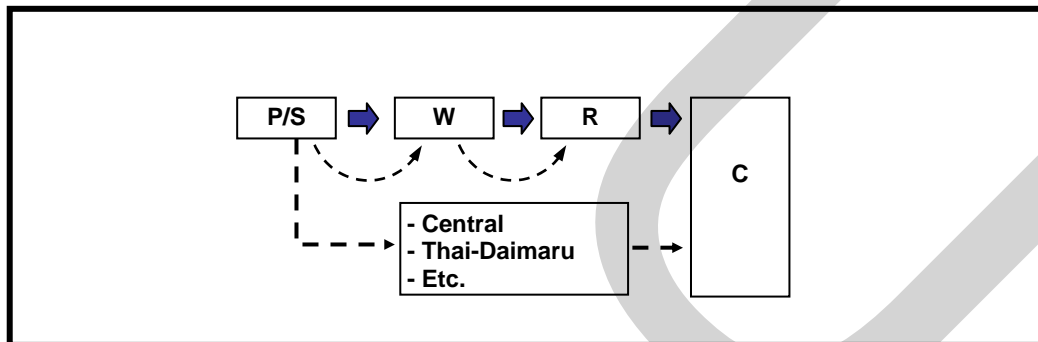 P/S
W
R
C
- Central
- Thai-Daimaru
- Etc.